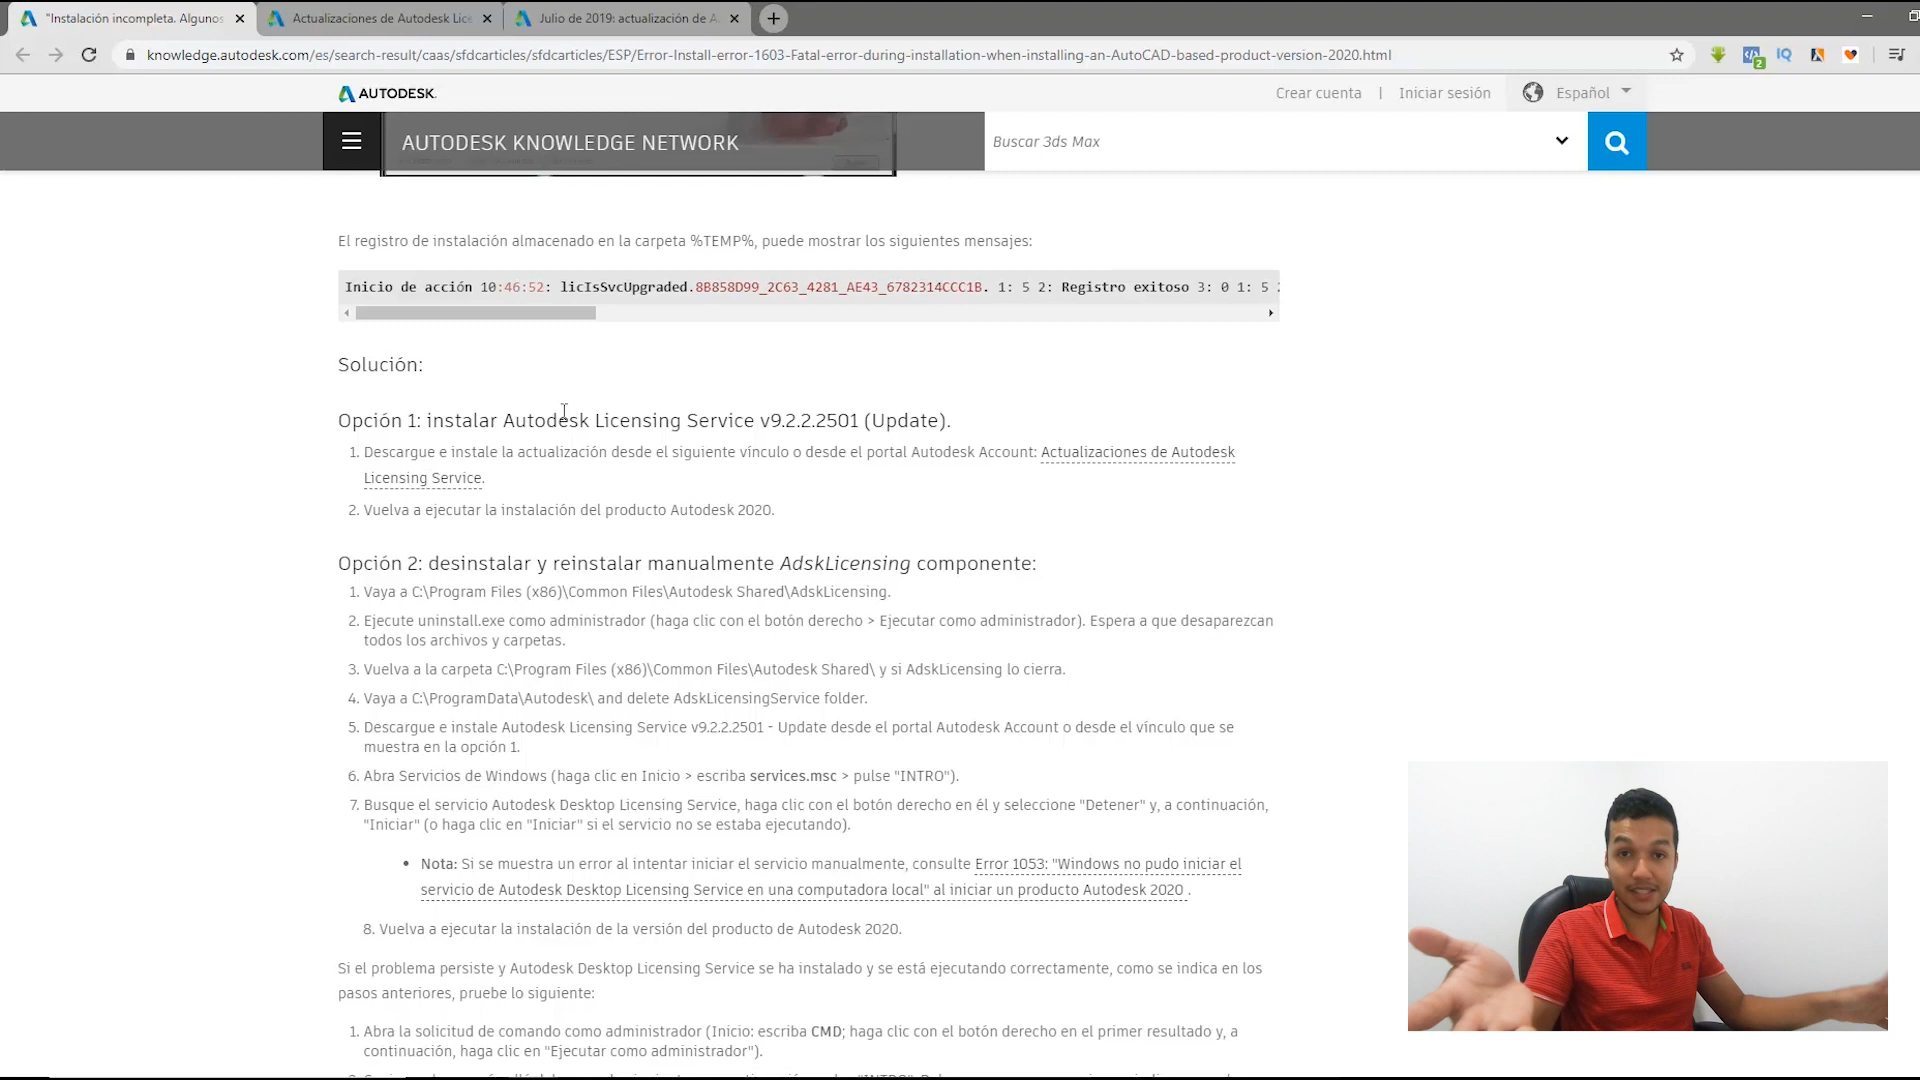 "Instalación incompleta. Algunos
Actualizaciones de Autodesk Lice
Julio de 2019: actualización de A
knowledge.autodesk.com/es/search-result/caas/sfdcarticles/sfdcarticles/ESP/Error-Install-error-1603-Fatal-error-during-installation-when-installing-an-AutoCAD-based-product-version-2020.html
2
IQ
AUTODESK.
Crear cuenta | Iniciar sesión
Español
AUTODESK KNOWLEDGE NETWORK
Buscar 3ds Max
El registro de instalación almacenado en la carpeta %TEMP%, puede mostrar los siguientes mensajes:
Inicio de acción 10:46:52: licIsSvcUpgraded.8B858D99_2C63_4281_AE43_6782314CCC1B. 1: 5 2: Registro exitoso 3: 0 1: 5
Solución:
Opción 1: instalar Autodesk Licensing Service v9.2.2.2501 (Update).
1. Descargue e instale la actualización desde el siguiente vínculo o desde el portal Autodesk Account: Actualizaciones de Autodesk
Licensing Service.
2. Vuelva a ejecutar la instalación del producto Autodesk 2020.
Opción 2: desinstalar y reinstalar manualmente AdskLicensing componente:
1. Vaya a C:\Program Files (x86)\Common Files\Autodesk Shared\AdskLicensing.
2. Ejecute uninstall.exe como administrador (haga clic con el botón derecho > Ejecutar como administrador). Espera a que desaparezcan
todos los archivos y carpetas.
3. Vuelva a la carpeta C:\Program Files (x86)\Common Files\Autodesk Shared\ y si AdskLicensing lo cierra.
4. Vaya a C:\ProgramData\Autodesk\ and delete AdskLicensingService folder.
5. Descargue e instale Autodesk Licensing Service v9.2.2.2501 - Update desde el portal Autodesk Account o desde el vínculo que se
muestra en la opción 1.
6. Abra Servicios de Windows (haga clic en Inicio > escriba services.msc > pulse "INTRO").
7. Busque el servicio Autodesk Desktop Licensing Service, haga clic con el botón derecho en él y seleccione "Detener" y, a continuación,
"Iniciar" (o haga clic en "Iniciar" si el servicio no se estaba ejecutando).
• Nota: Si se muestra un error al intentar iniciar el servicio manualmente, consulte Error 1053: "Windows no pudo iniciar el
servicio de Autodesk Desktop Licensing Service en una computadora local" al iniciar un producto Autodesk 2020 .
8. Vuelva a ejecutar la instalación de la versión del producto de Autodesk 2020.
Si el problema persiste y Autodesk Desktop Licensing Service se ha instalado y se está ejecutando correctamente, como se indica en los
pasos anteriores, pruebe lo siguiente:
1. Abra la solicitud de comando como administrador (Inicio: escriba CMD; haga clic con el botón derecho en el primer resultado y, a
continuación, haga clic en "Ejecutar como administrador").